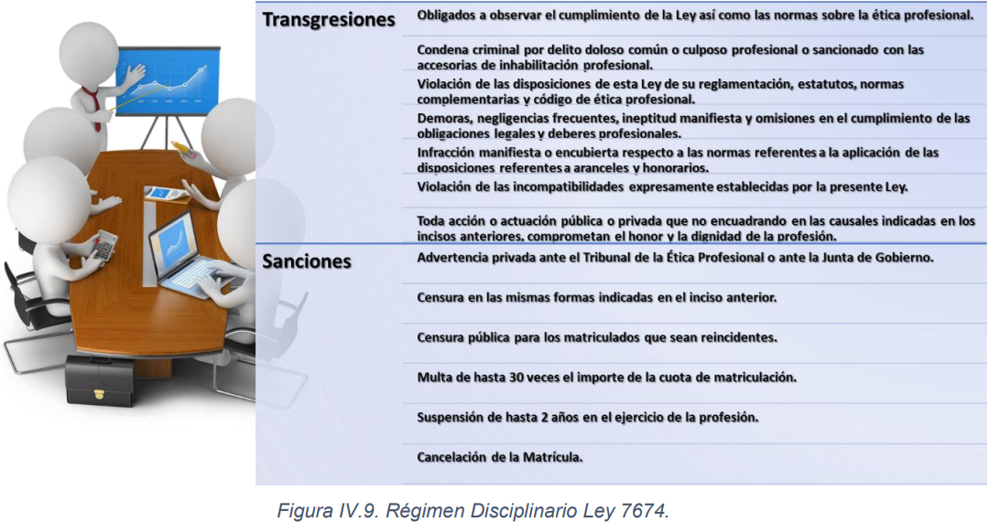 Transgresiones
Obligados a observar el cumplimiento de la Ley así como las normas sobre la ética profesional.
Condena criminal por delito doloso común o culposo profesional o sancionado con las
accesorias de inhabilitación profesional.
Violación de las disposiciones de esta Ley de su reglamentación, estatutos, normas
complementarias y código de ética profesional.
Demoras, negligencias frecuentes, ineptitud manifiesta y omisiones en el cumplimiento de las
obligaciones legales y deberes profesionales.
Infracción manifiesta o encubierta respecto a las normas referentes a la aplicación de las
disposiciones referentes a aranceles y honorarios.
Violación de las incompatibilidades expresamente establecidas por la presente Ley.
Toda acción o actuación pública o privada que no encuadrando en las causales indicadas en los
incisos anteriores, comprometan el honor y la dignidad de la profesión.
Sanciones
Advertencia privada ante el Tribunal de la Ética Profesional o ante la Junta de Gobierno.
Censura en las mismas formas indicadas en el inciso anterior.
Censura pública para los matriculados que sean reincidentes.
Multa de hasta 30 veces el importe de la cuota de matriculación.
Suspensión de hasta 2 años en el ejercicio de la profesión.
Cancelación de la Matrícula.
Figura IV.9. Régimen Disciplinario Ley 7674.